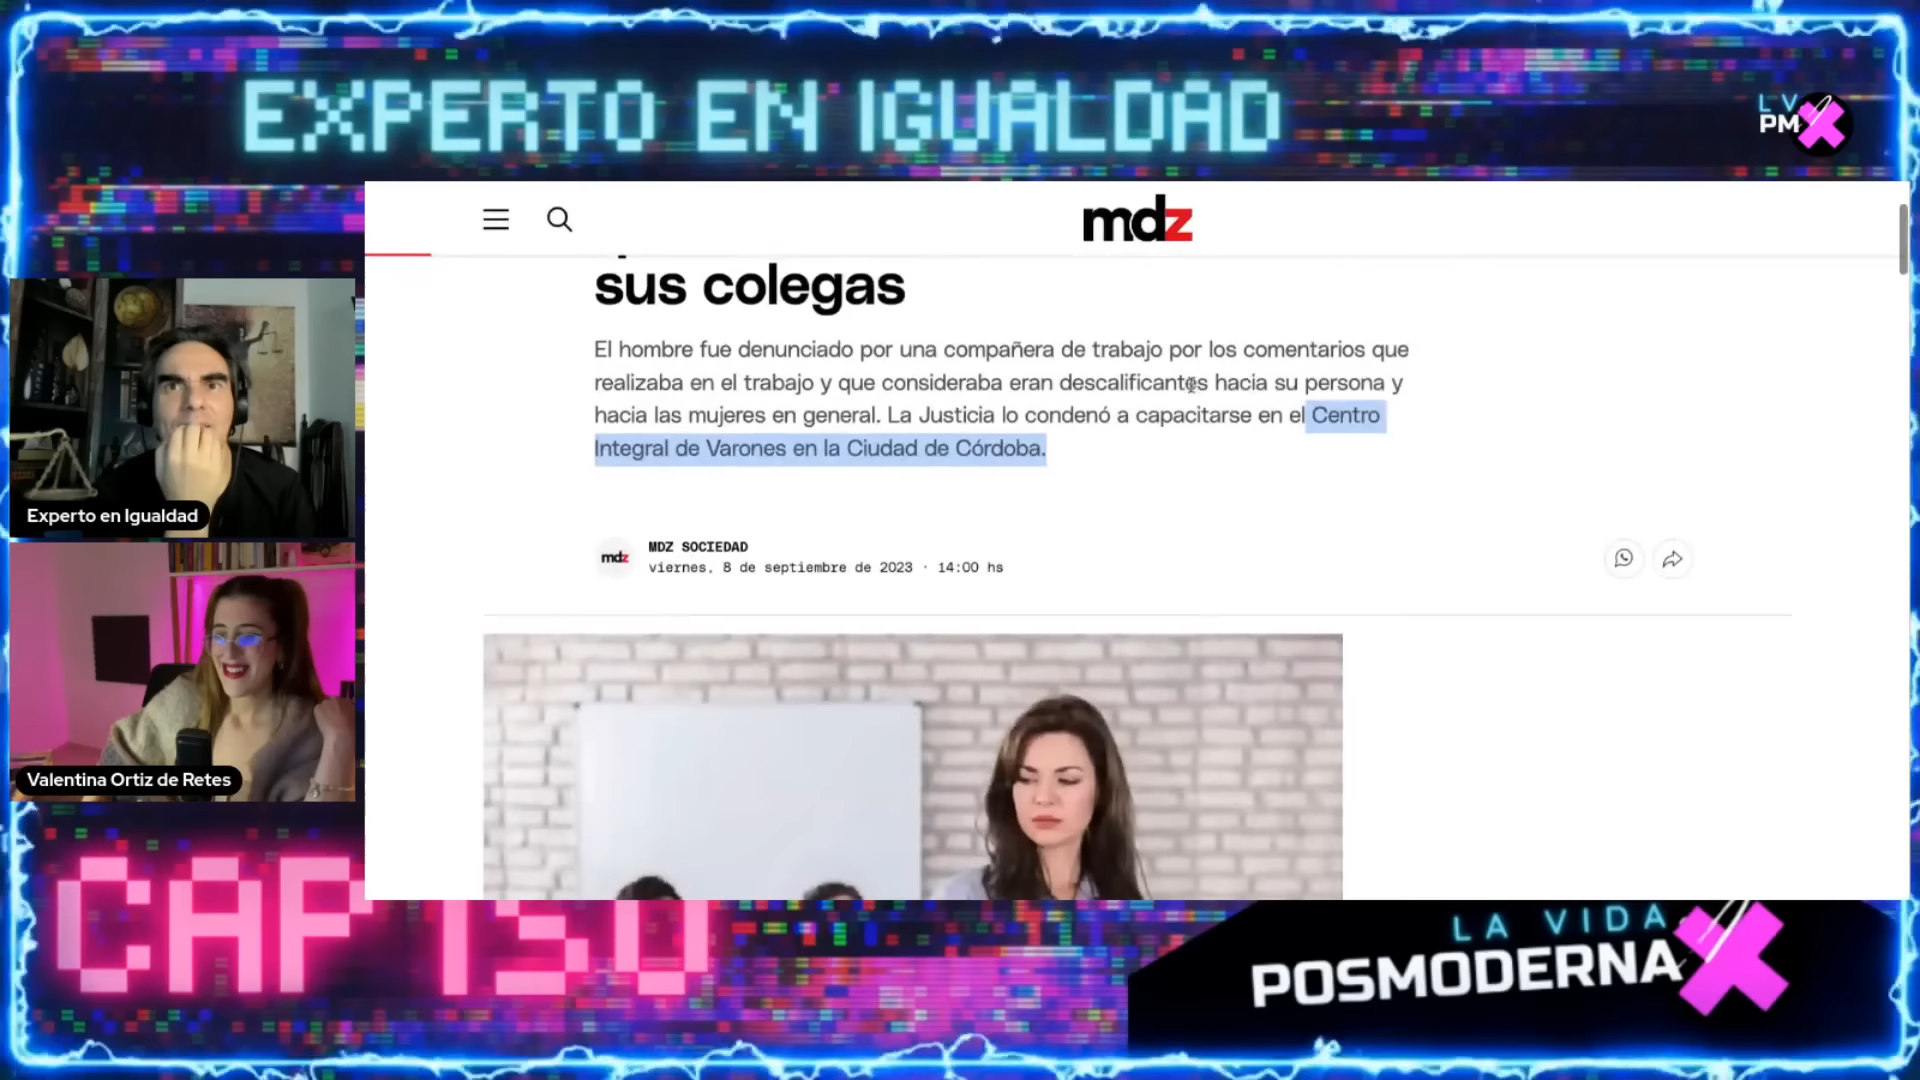 EXPERTO EN IGUALDAD
LV
PM
mdz
sus colegas
El hombre fue denunciado por una compañera de trabajo por los comentarios que
realizaba en el trabajo y que consideraba eran descalificantes hacia su persona y
hacia las mujeres en general. La Justicia lo condenó a capacitarse en el Centro
Integral de Varones en la Ciudad de Córdoba.
mdz
MDZ SOCIEDAD
viernes, 8 de septiembre de 2023 · 14:00 hs
Experto en Igualdad
Valentina Ortiz de Retes
CAP 150
LA VIDA
POSMODERNA